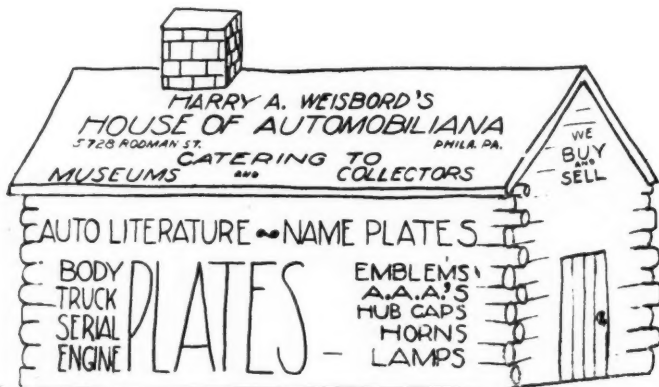 HARRY A. WEISBORD'S
HOUSE OF AUTOMOBILIANA
5728 RODMAN ST. PHILA. PA.
CATERING TO
MUSEUMS AND COLLECTORS
WE
BUY
AND
SELL
AUTO LITERATURE ~ NAME PLATES
BODY
TRUCK
SERIAL
ENGINE
PLATES -
EMBLEMS
A.A.A.'S
HUB CAPS
HORNS
LAMPS